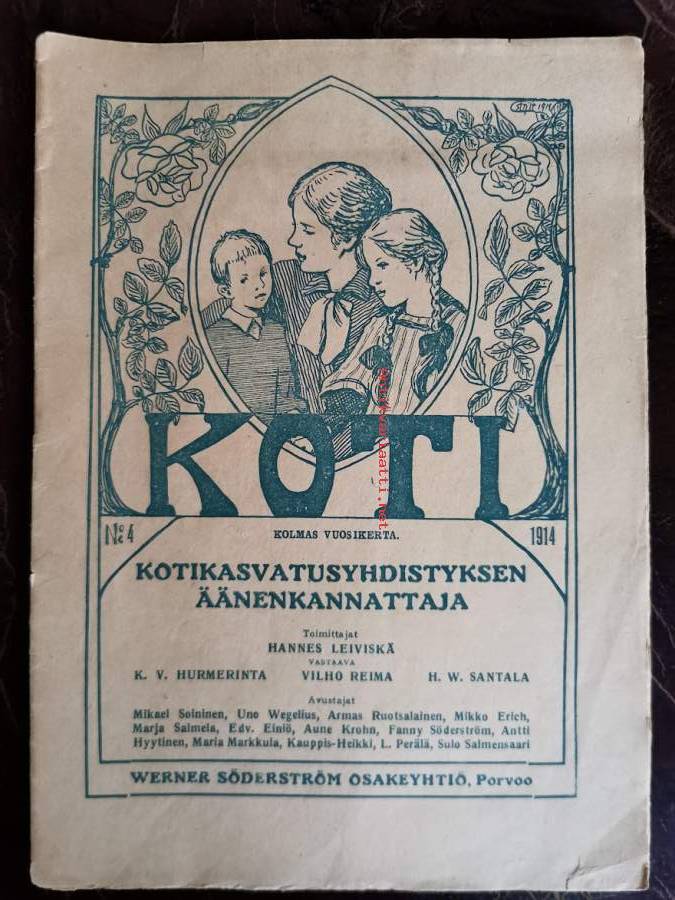 KOTI
No 4
KOLMAS VUOSIKERTA.
1914
KOTIKASVATUSYHDISTYKSEN
ÄÄNENKANNATTAJA
Toimittajat
HANNES LEIVISKÄ
VASTAAVA
K. V. HURMERINTA VILHO REIMA H. W. SANTALA
Avustajat
Mikael Soininen, Uno Wegelius, Armas Ruotsalainen, Mikko Erich,
Marja Salmela, Edv. Einiö, Aune Krohn, Fanny Söderström, Antti
Hyytinen, Maria Markkula, Kauppis-Heikki, L. Perälä, Sulo Salmensaari
WERNER SÖDERSTRÖM OSAKEYHTIÖ, Porvoo